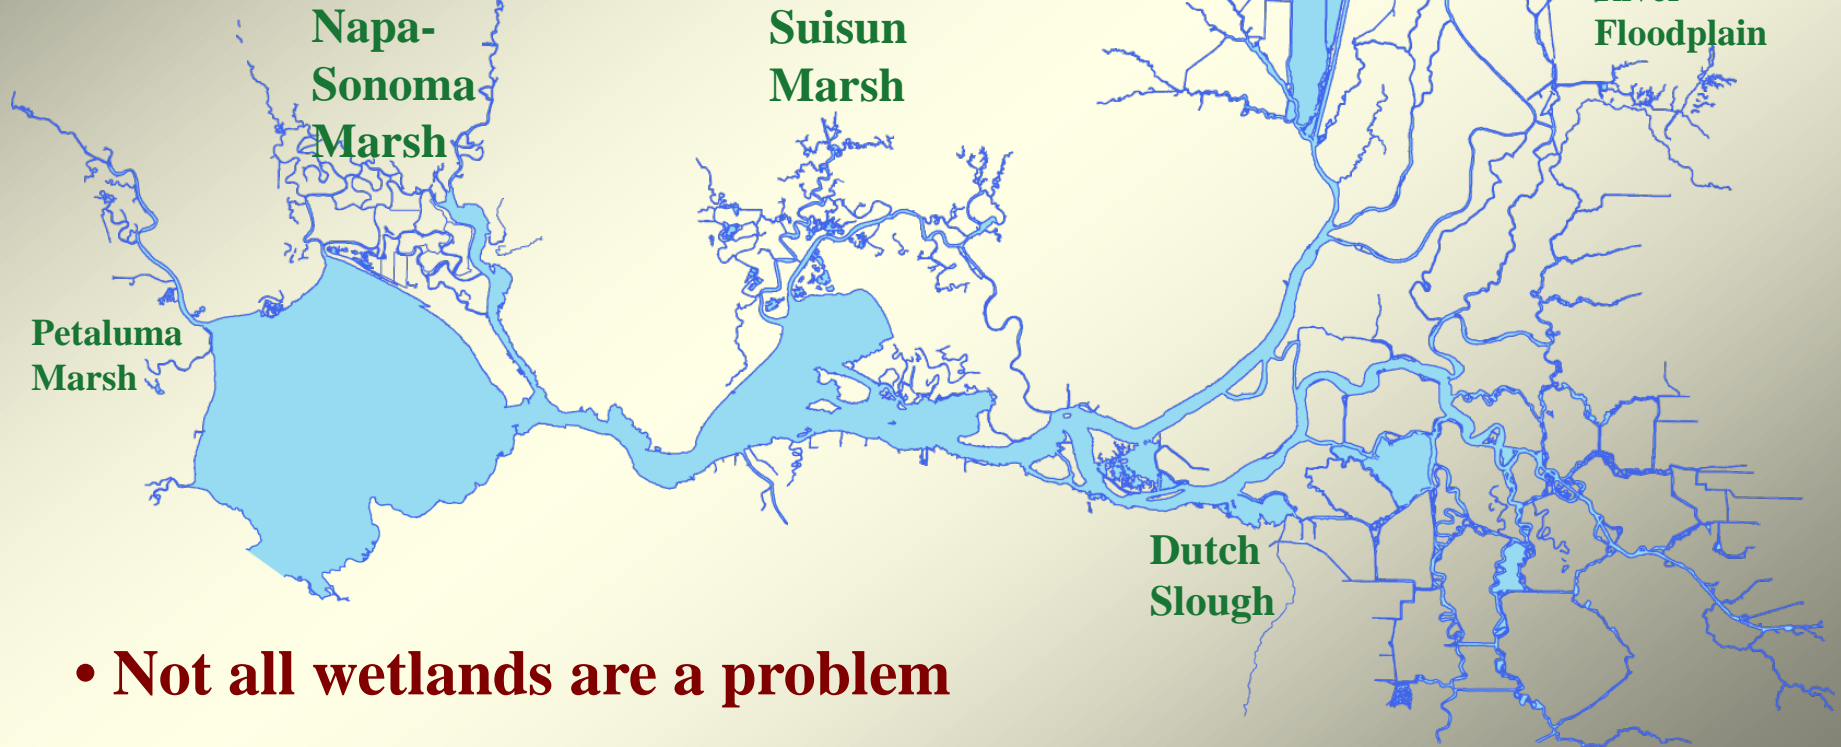 Napa-
Sonoma
Marsh
Suisun
Marsh
Floodplain
Petaluma
Marsh
Dutch
Slough
• Not all wetlands are a problem